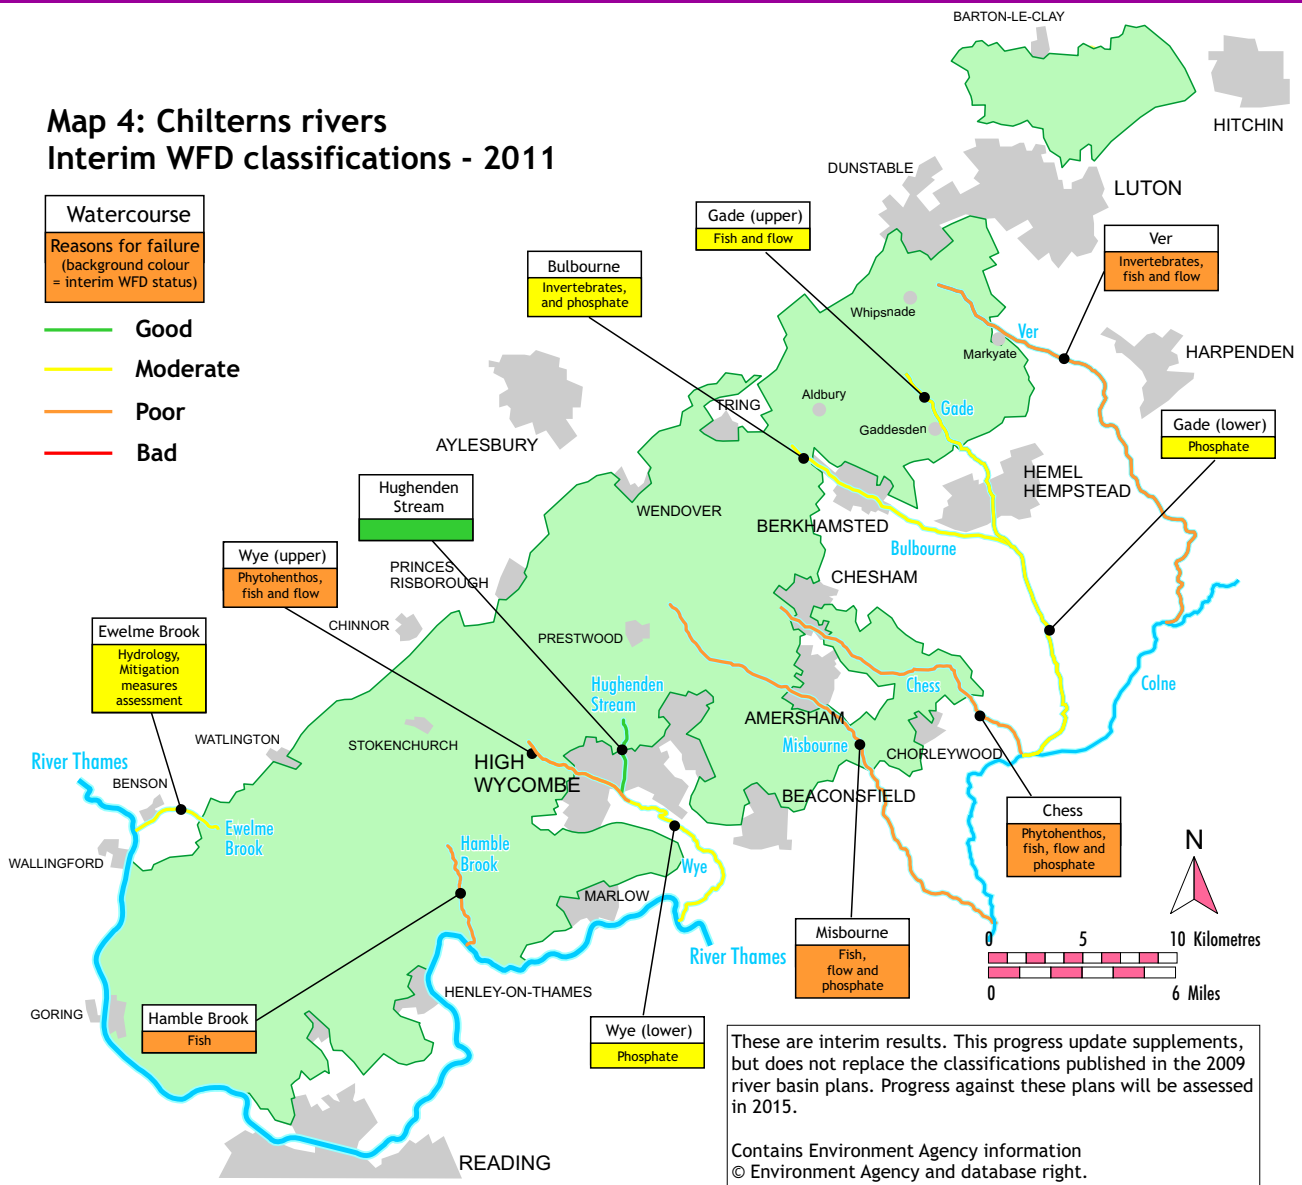 Map 4: Chilterns rivers
Interim WFD classifications - 2011
Watercourse
Reasons for failure
(background colour
= interim WFD status)
Good
Moderate
Poor
Bad
BARTON-LE-CLAY
HITCHIN
DUNSTABLE
LUTON
Gade (upper)
Fish and flow
Ver
Invertebrates,
fish and flow
Bulbourne
Invertebrates,
and phosphate
Whipsnade
Ver
Markyate
HARPENDEN
TRING
Aldbury
Gade
Gaddesden
Gade (lower)
Phosphate
AYLESBURY
HEMEL
HEMPSTEAD
Hughenden
Stream
WENDOVER
BERKHAMSTED
Bulbourne
Wye (upper)
Phytohenthos,
fish and flow
PRINCES
RISBOROUGH
CHESHAM
Ewelme Brook
Hydrology,
Mitigation
measures
assessment
CHINNOR
PRESTWOOD
Hughenden
Stream
Chess
Colne
WATLINGTON
STOKENCHURCH
AMERSHAM
Misbourne
CHORLEYWOOD
River Thames
BENSON
HIGH
WYCOMBE
BEACONSFIELD
Chess
Phytohenthos,
fish, flow and
phosphate
Ewelme
Brook
WALLINGFORD
Hamble
Brook
Wye
N
MARLOW
Misbourne
Fish,
flow and
phosphate
River Thames
0 5 10 Kilometres
0 6 Miles
HENLEY-ON-THAMES
GORING
Hamble Brook
Fish
Wye (lower)
Phosphate
These are interim results. This progress update supplements,
but does not replace the classifications published in the 2009
river basin plans. Progress against these plans will be assessed
in 2015.
Contains Environment Agency information
© Environment Agency and database right.
READING